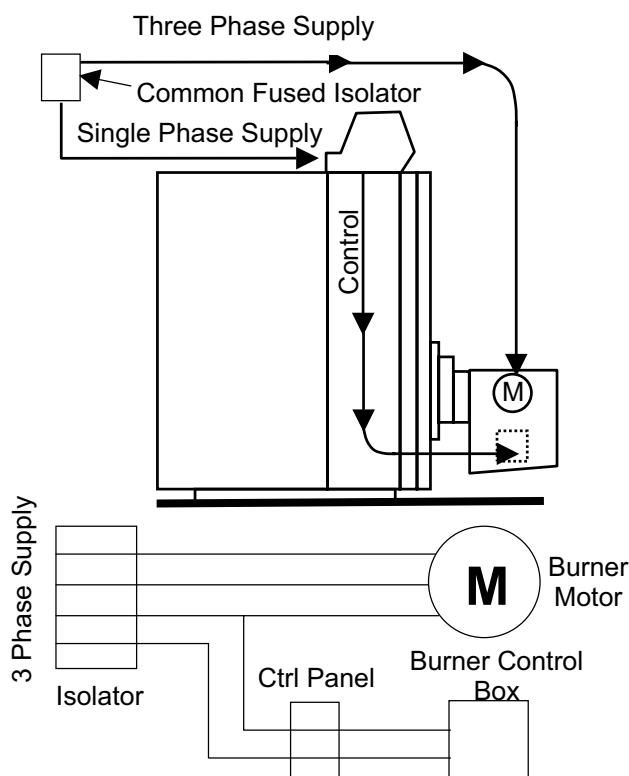 Three Phase Supply
Common Fused Isolator
Single Phase Supply
Control
M
3 Phase Supply
M
Burner
Motor
Isolator
Ctrl Panel
Burner Control
Box